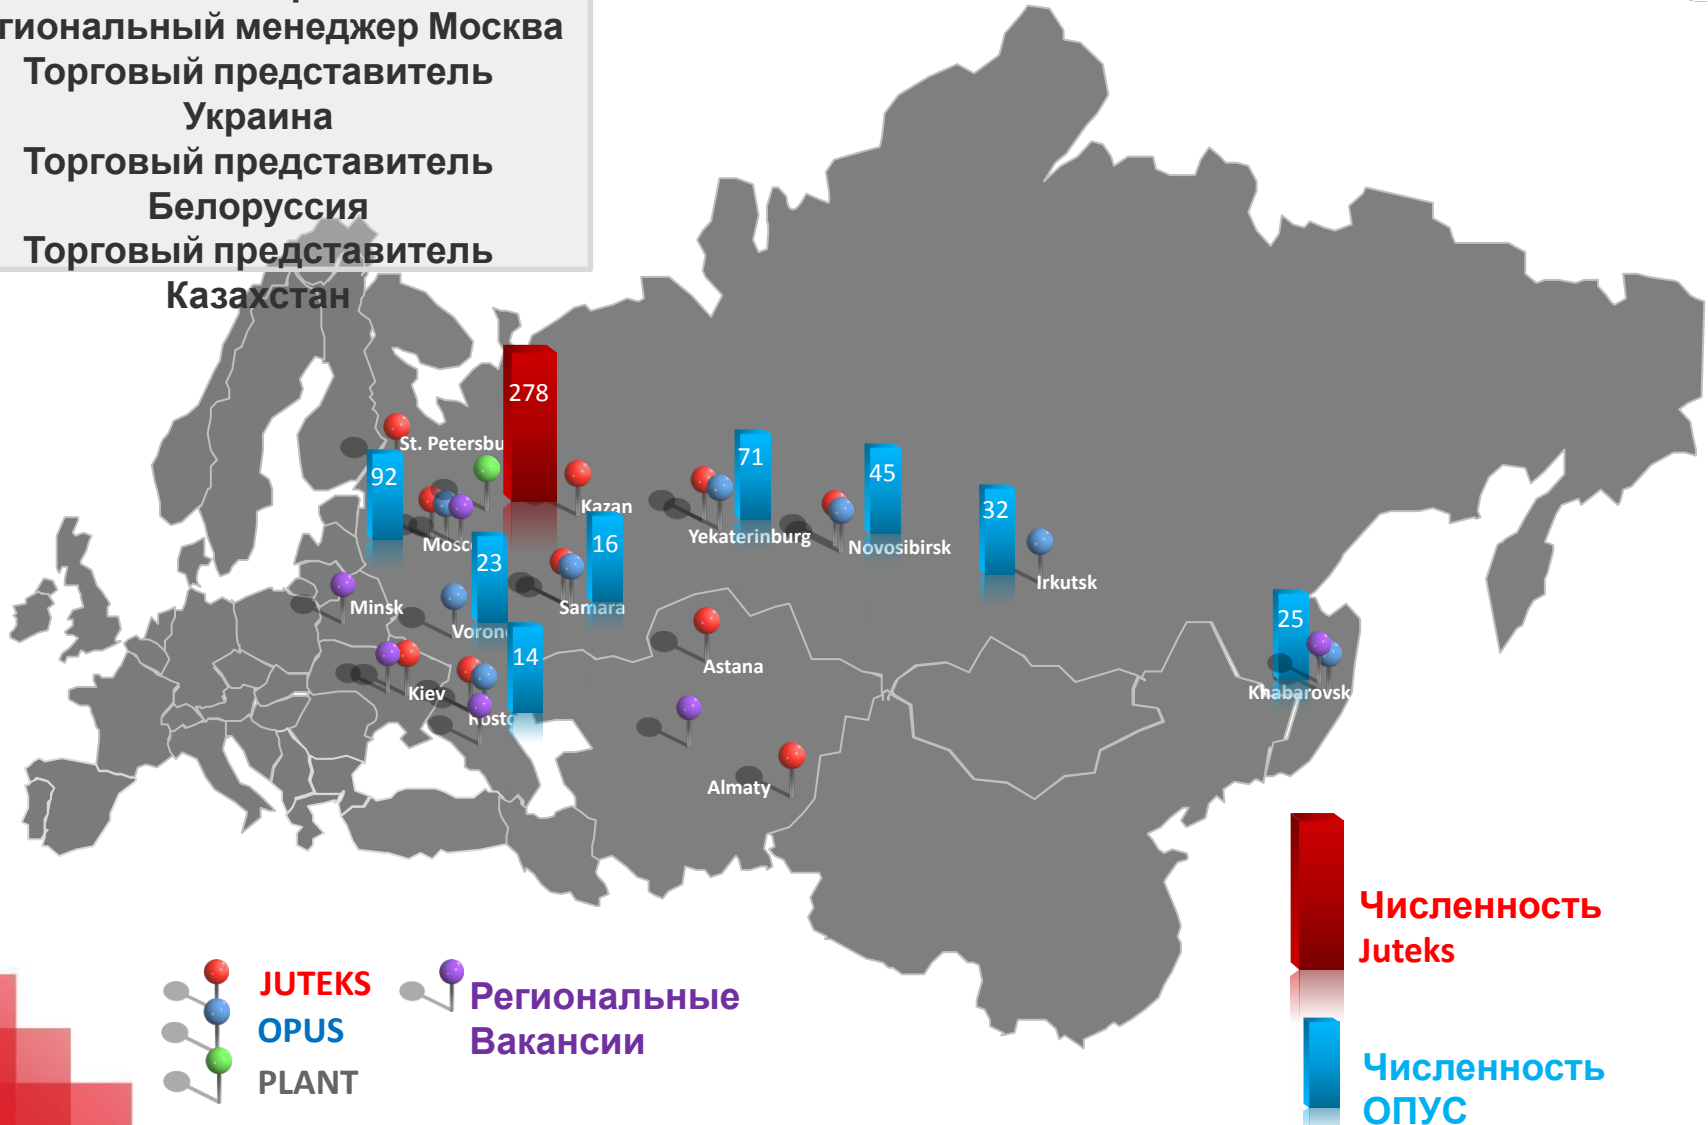 гиональный менеджер Москва
Торговый представитель
Украина
Торговый представитель
Белоруссия
Торговый представитель
Казахстан
278
St. Petersbu
92
71
45
Kazan
32
Yekaterinburg
Novosibirsk
Mosc
16
23
Irkutsk
Minsk
Samara
25
Voron
14
Astana
Kiev
Khabarovsk
Rosto
Almaty
Численность
Juteks
JUTEKS
OPUS
PLANT
Региональные
Вакансии
Численность
ОПУС